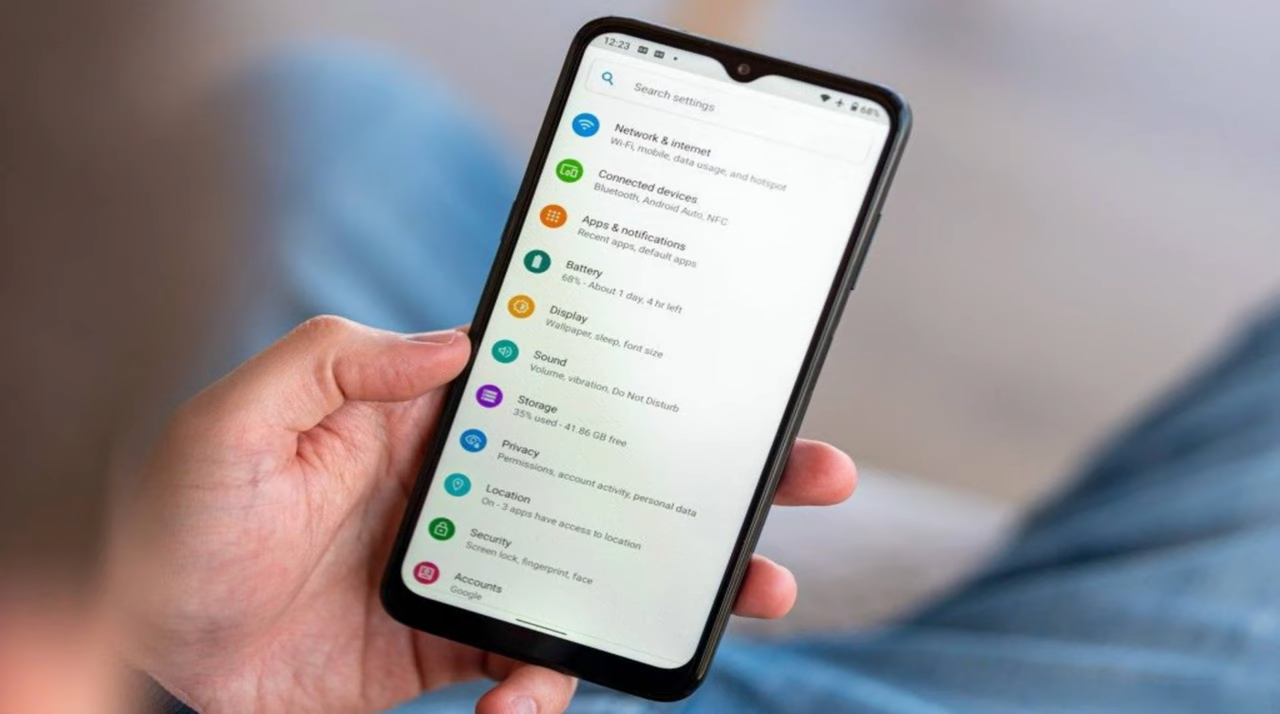 12:23
68%
Search settings
Network & internet
Wi-Fi, mobile, data usage, and hotspot
Connected devices
Bluetooth, Android Auto, NFC
Apps & notifications
Recent apps, default apps
Battery
68% - About 1 day, 4 hr left
Display
Wallpaper, sleep, font size
Sound
Volume, vibration, Do Not Disturb
Storage
35% used - 41.86 GB free
Privacy
Permissions, account activity, personal data
Location
On - 3 apps have access to location
Security
Screen lock, fingerprint, face
Accounts
Google